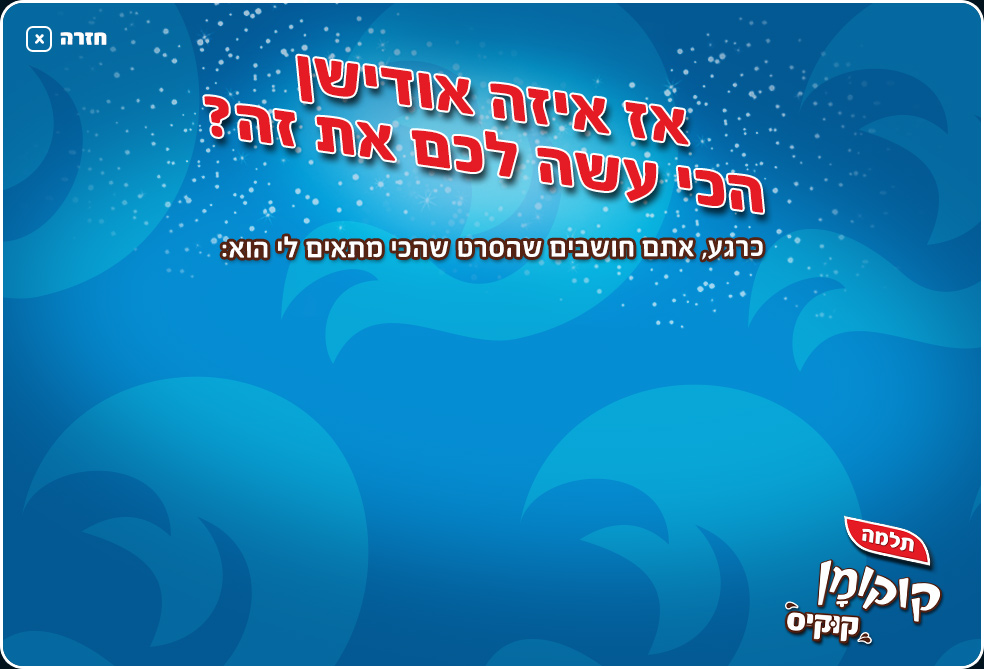 חזרה
אז איזה אודישן
הכי עשה לכם את זה?
כרגע, אתם חושבים שהסרט שהכי מתאים לי הוא:
תלמה
קוקומָן
קוקיס